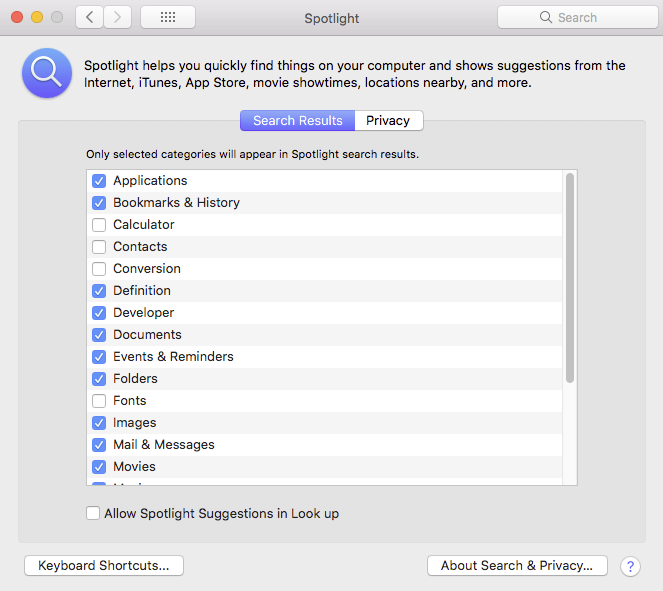 Spotlight
Search
Spotlight helps you quickly find things on your computer and shows suggestions from the
Internet, iTunes, App Store, movie showtimes, locations nearby, and more.
Search Results
Privacy
Only selected categories will appear in Spotlight search results.
Applications
Bookmarks & History
Calculator
Contacts
Conversion
Definition
Developer
Documents
Events & Reminders
Folders
Fonts
Images
Mail & Messages
Movies
Allow Spotlight Suggestions in Look up
Keyboard Shortcuts...
About Search & Privacy...
?